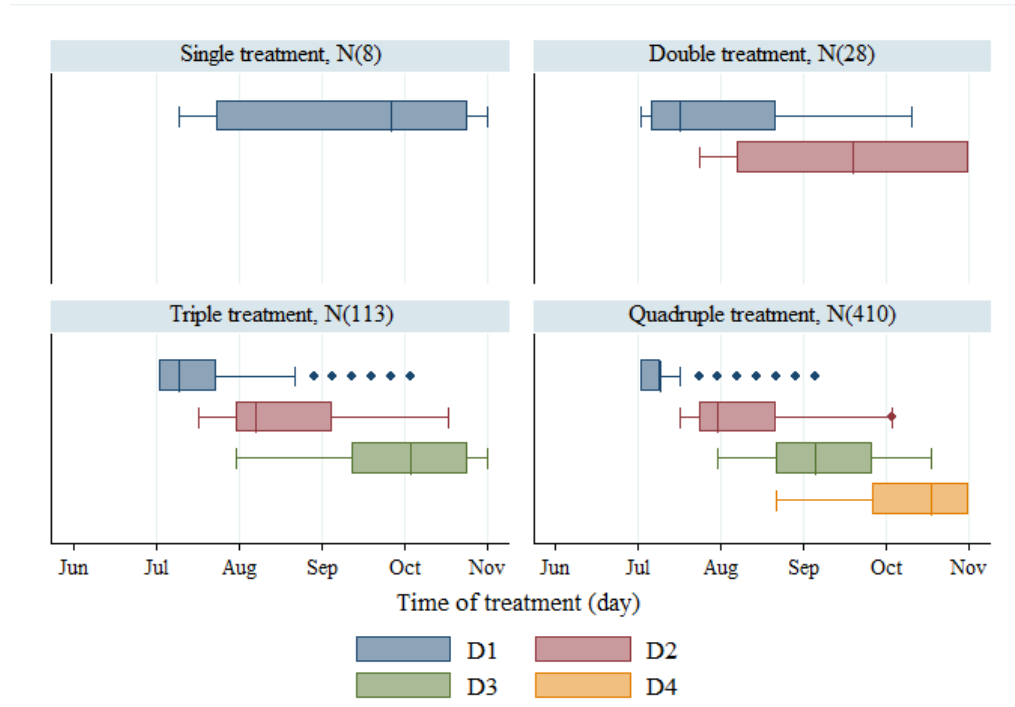 Single treatment, N(8)
Double treatment, N(28)
Triple treatment, N(113)
Quadruple treatment, N(410)
Jun Jul Aug Sep Oct Nov
Jun Jul Aug Sep Oct Nov
Time of treatment (day)
D1 D2
D3 D4